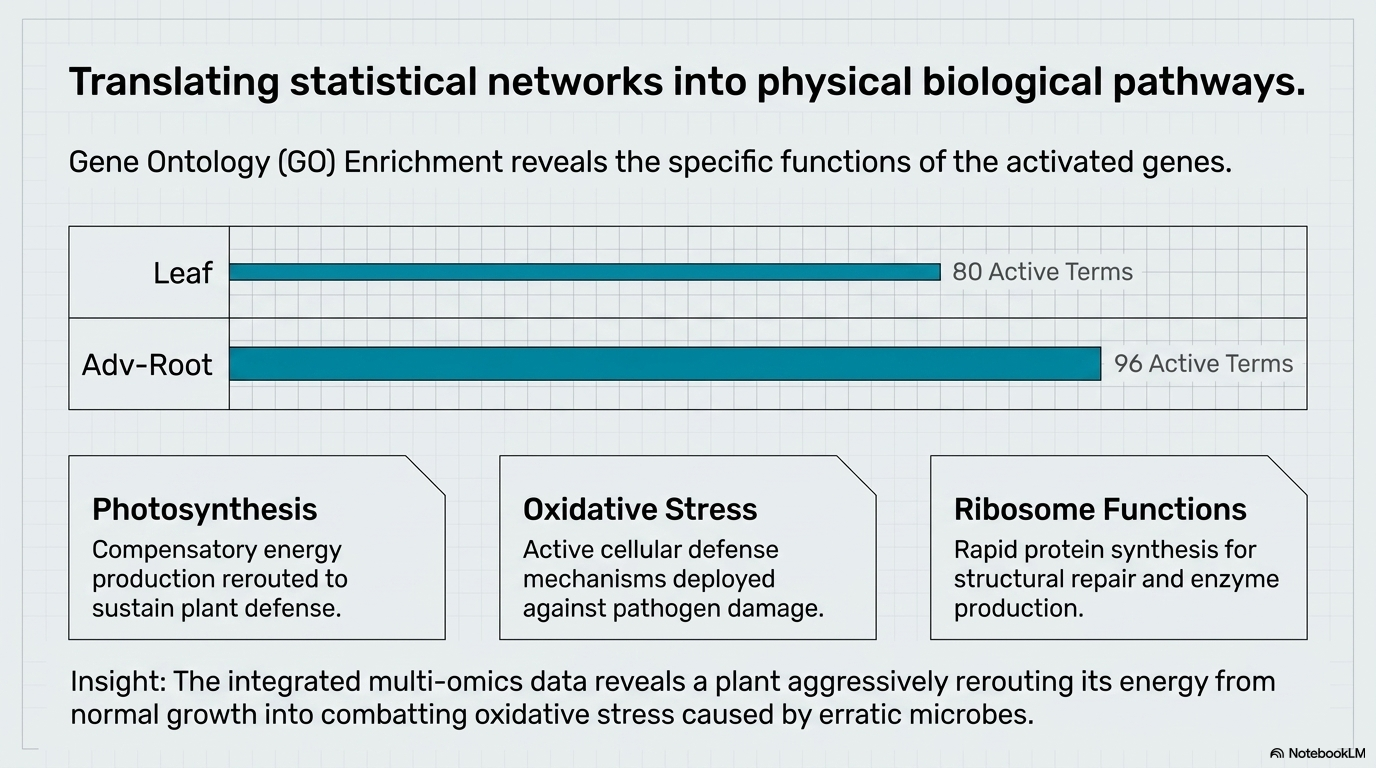 Translating statistical networks into physical biological pathways.
Gene Ontology (GO) Enrichment reveals the specific functions of the activated genes.
Leaf
80 Active Terms
Adv-Root
96 Active Terms
Photosynthesis
Compensatory energy
production rerouted to
sustain plant defense.
Oxidative Stress
Active cellular defense
mechanisms deployed
against pathogen damage.
Ribosome Functions
Rapid protein synthesis for
structural repair and enzyme
production.
Insight: The integrated multi-omics data reveals a plant aggressively rerouting its energy from
normal growth into combatting oxidative stress caused by erratic microbes.
NotebookLM